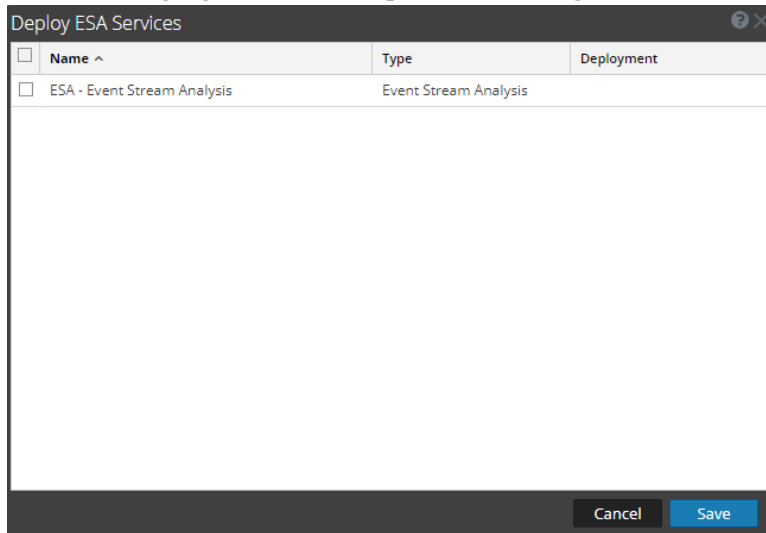 Deploy ESA Services
Name Type Deployment
ESA - Event Stream Analysis Event Stream Analysis
Cancel Save